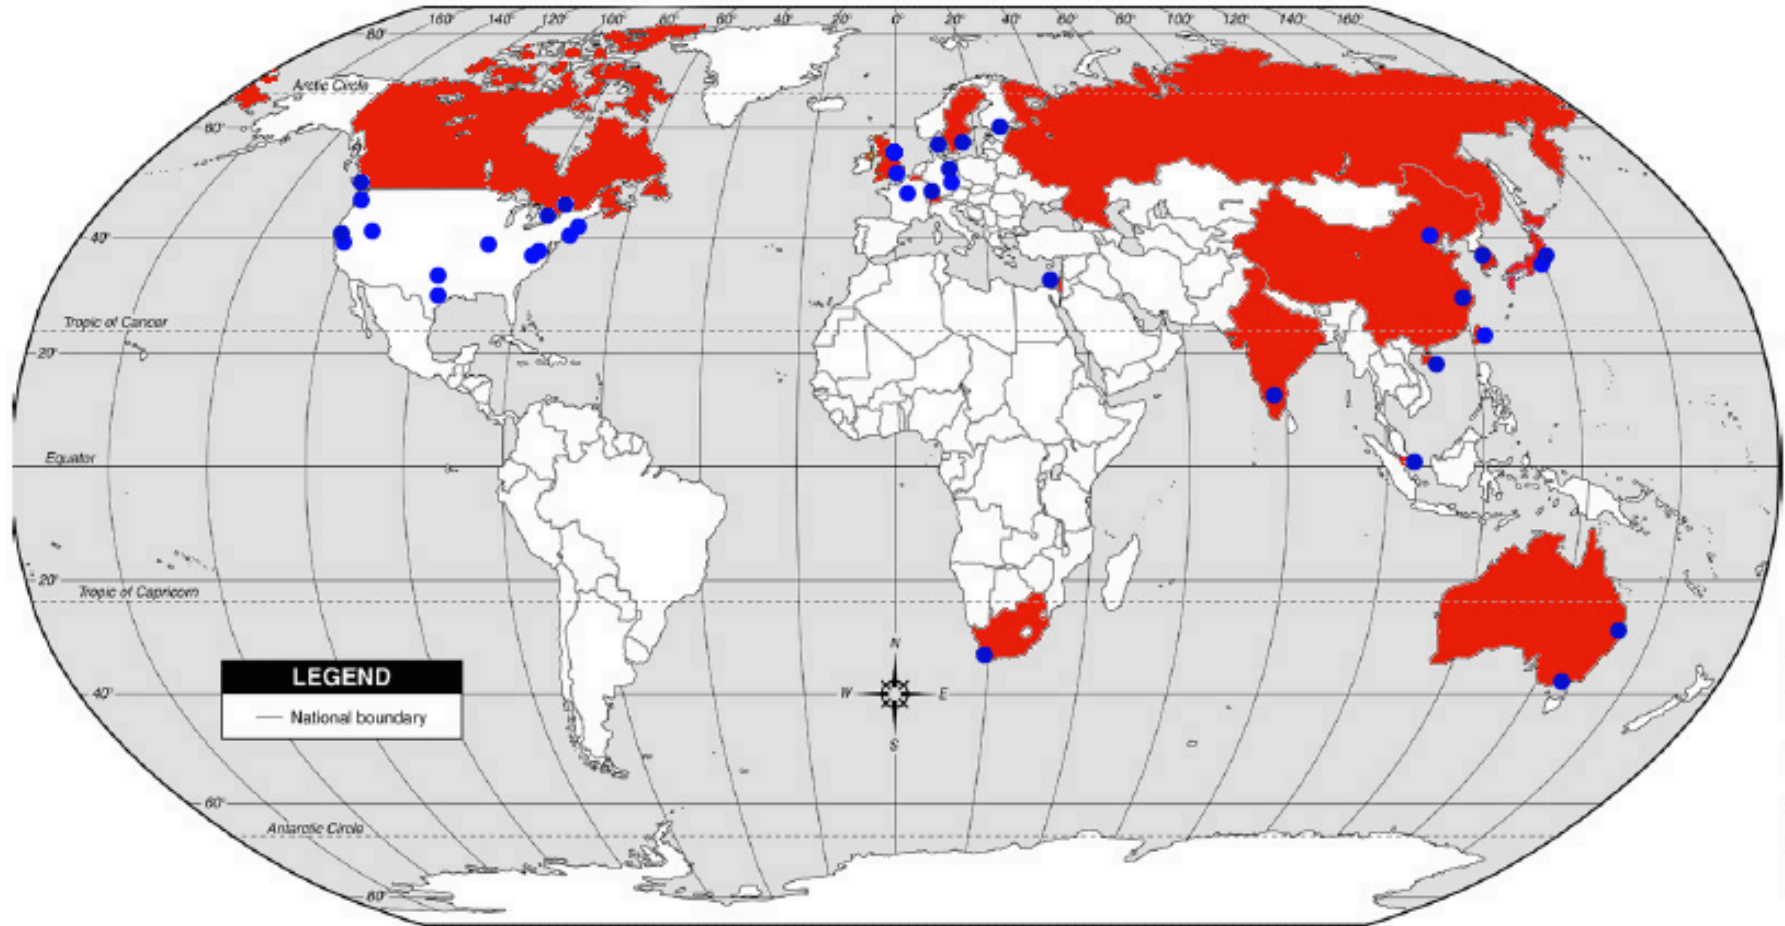 160° 140° 120° 100° 80° 60° 40° 20° 0° 20° 40° 60° 80° 100° 120° 140° 160°
80°
Arctic Circle
60°
40°
Tropic of Cancer
20°
Equator
20°
Tropic of Capricorn
N
LEGEND
40° W E
National boundary
S
60°
Antarctic Circle
80°